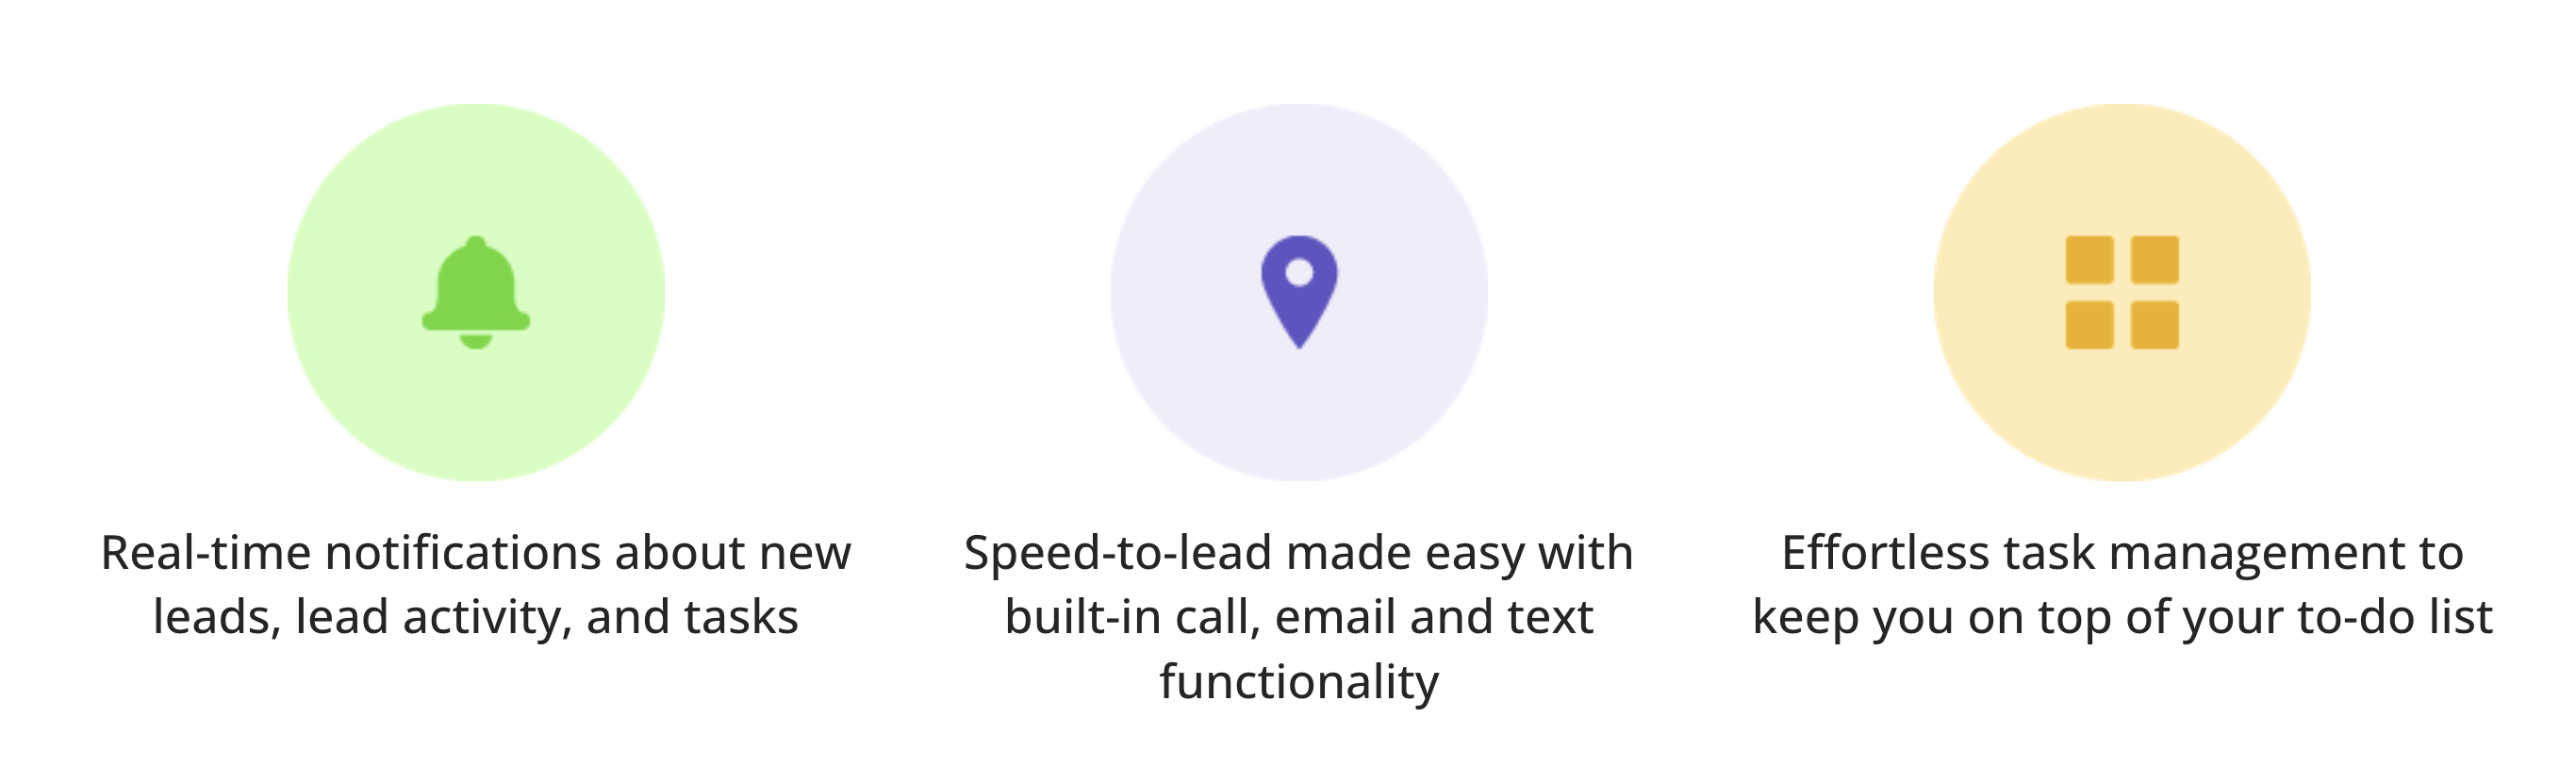 Real-time notifications about new
leads, lead activity, and tasks
Speed-to-lead made easy with
built-in call, email and text
functionality
Effortless task management to
keep you on top of your to-do list